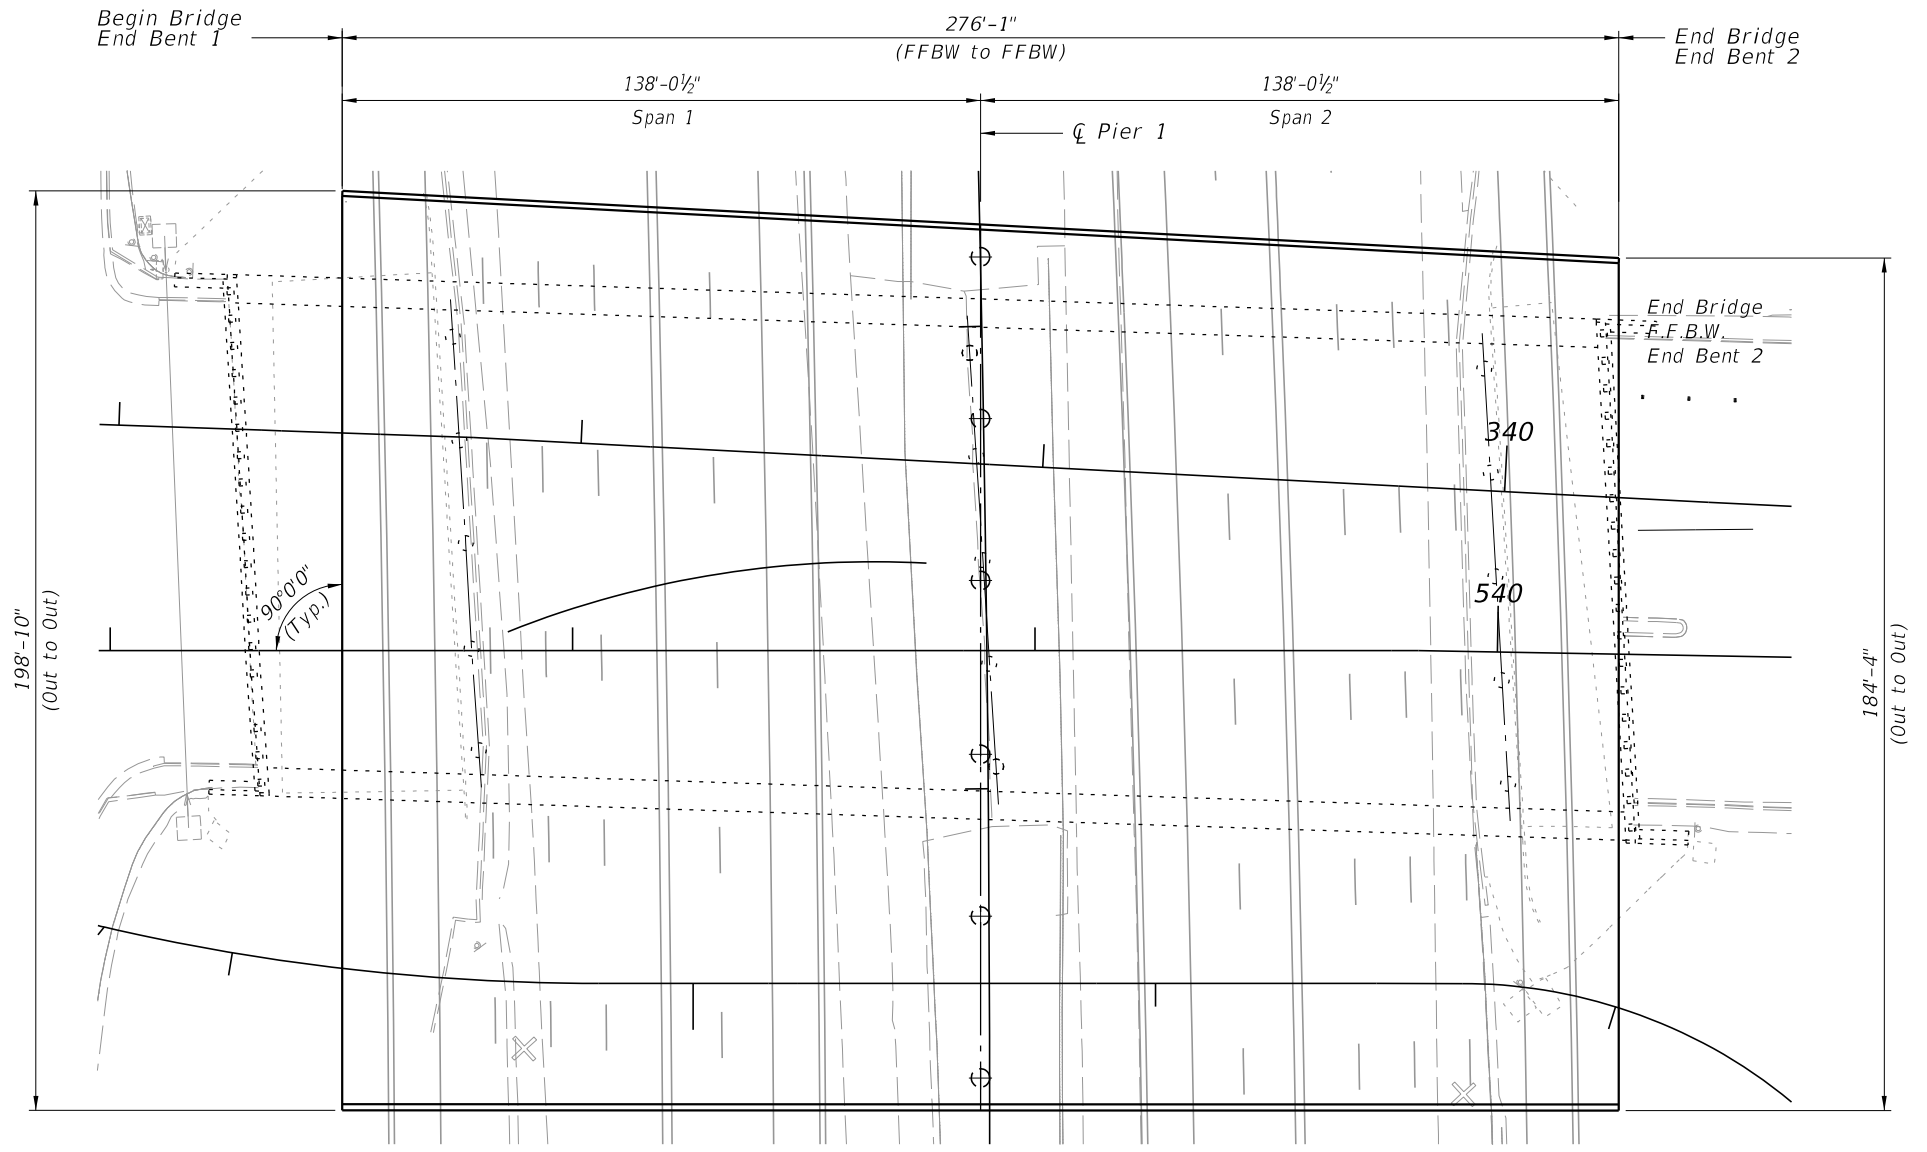 Begin Bridge
End Bent 1
276'-1"
(FFBW to FFBW)
End Bridge
End Bent 2
138'-0½"
Span 1
138'-0½"
Span 2
℄ Pier 1
End Bridge
F.F.B.W.
End Bent 2
340
540
90°0'0"
(Typ.)
198'-10"
(Out to Out)
184'-4"
(Out to Out)